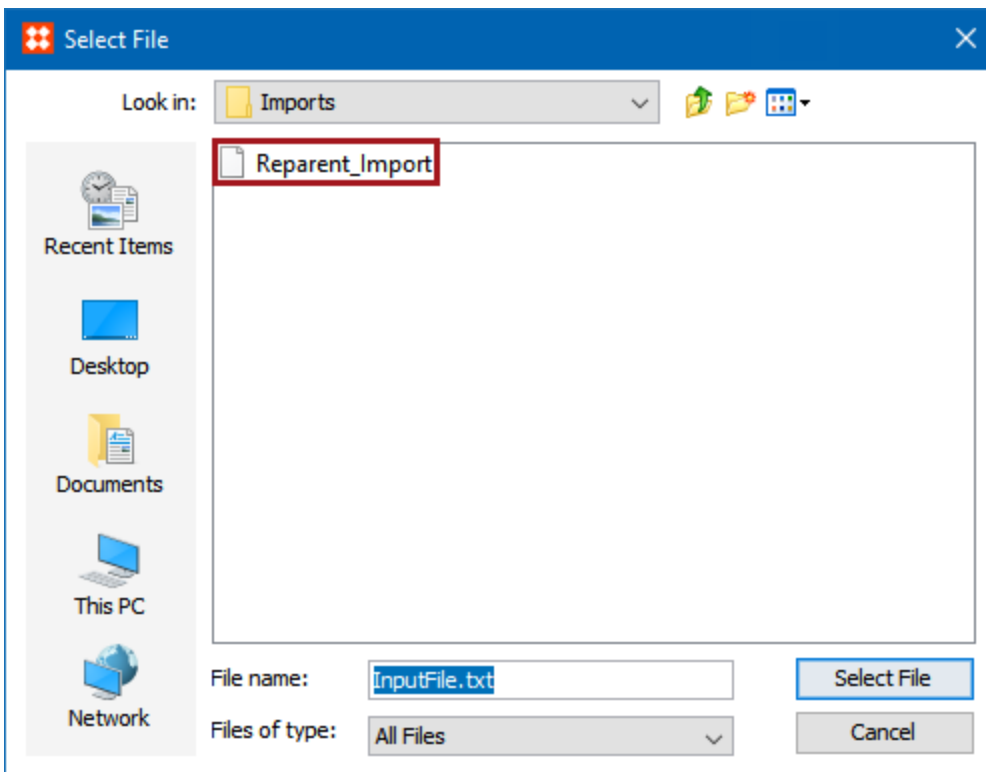 Select File
Look in: Imports
Reparent_Import
Recent Items
Desktop
Documents
This PC
Network
File name: InputFile.txt Select File
Files of type: All Files Cancel